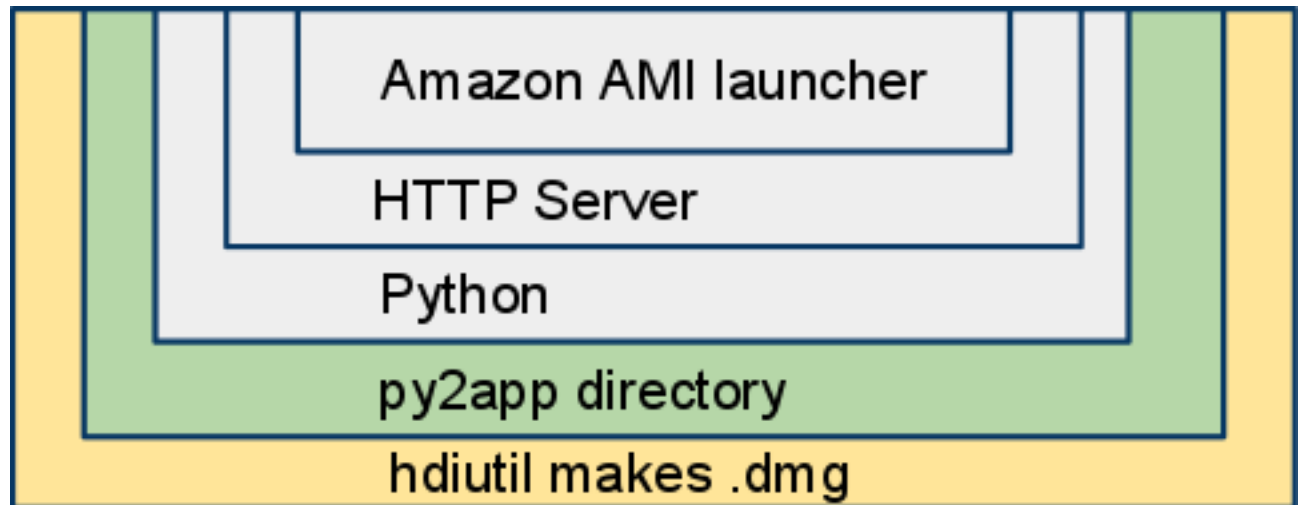 Amazon AMI launcher
HTTP Server
Python
py2app directory
hdiutil makes .dmg